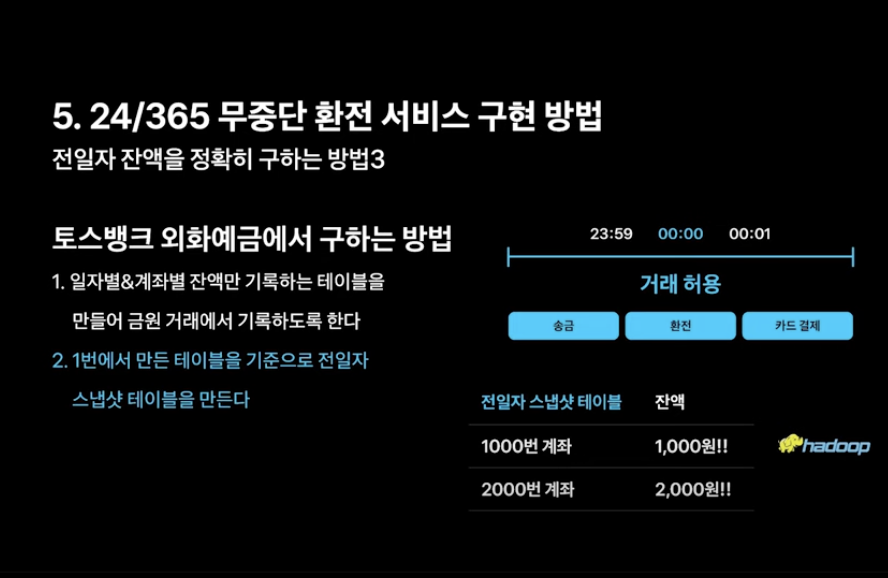 5. 24/365 무중단 환전 서비스 구현 방법
전일자 잔액을 정확히 구하는 방법3
토스뱅크 외화예금에서 구하는 방법
1. 일자별&계좌별 잔액만 기록하는 테이블을
만들어 금원 거래에서 기록하도록 한다
2. 1번에서 만든 테이블을 기준으로 전일자
스냅샷 테이블을 만든다
23:59 00:00 00:01
거래 허용
송금 환전 카드 결제
전일자 스냅샷 테이블 잔액
1000번 계좌 1,000원!!
2000번 계좌 2,000원!!
hadoop